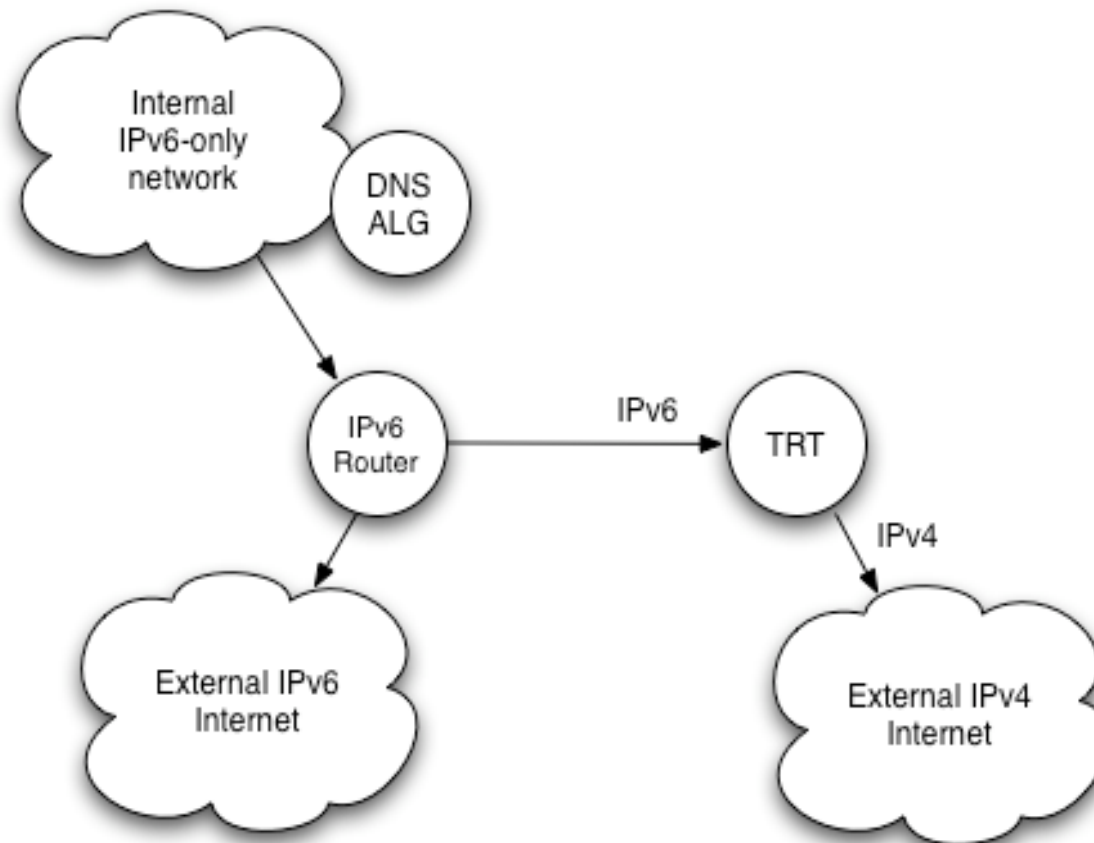 Internal
IPv6-only
network
DNS
ALG
IPv6
Router
IPv6
TRT
IPv4
External IPv6
Internet
External IPv4
Internet